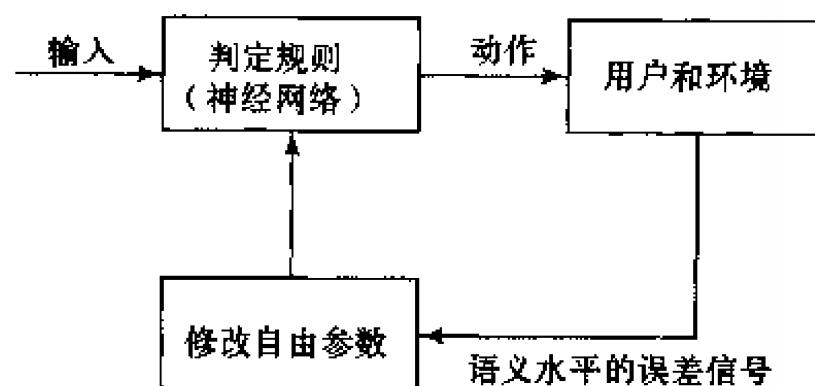 输入
判定规则
（神经网络）
动作
用户和环境
修改自由参数
语义水平的误差信号